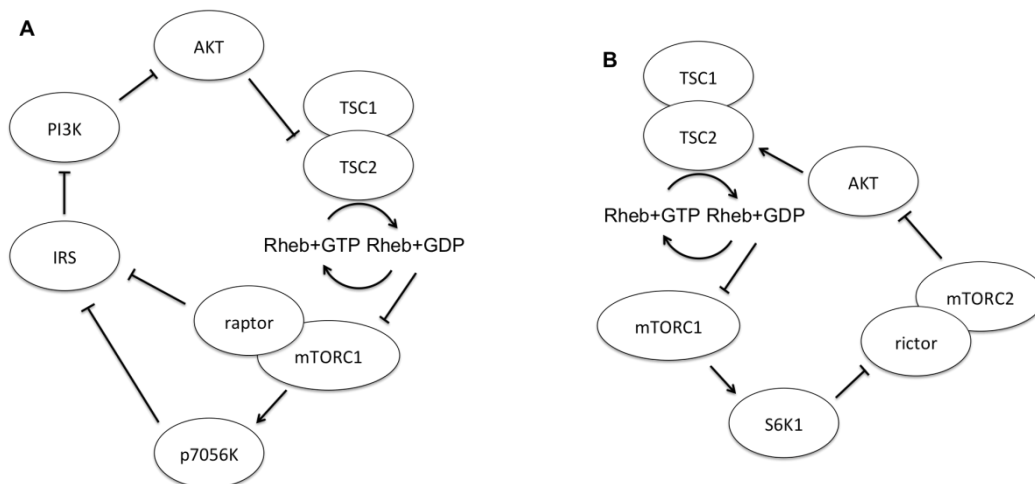 A
AKT
TSC1
PI3K
TSC2
Rheb+GTP Rheb+GDP
IRS
raptor
mTORC1
p7056K
B
TSC1
TSC2
AKT
Rheb+GTP Rheb+GDP
mTORC2
mTORC1
rictor
S6K1